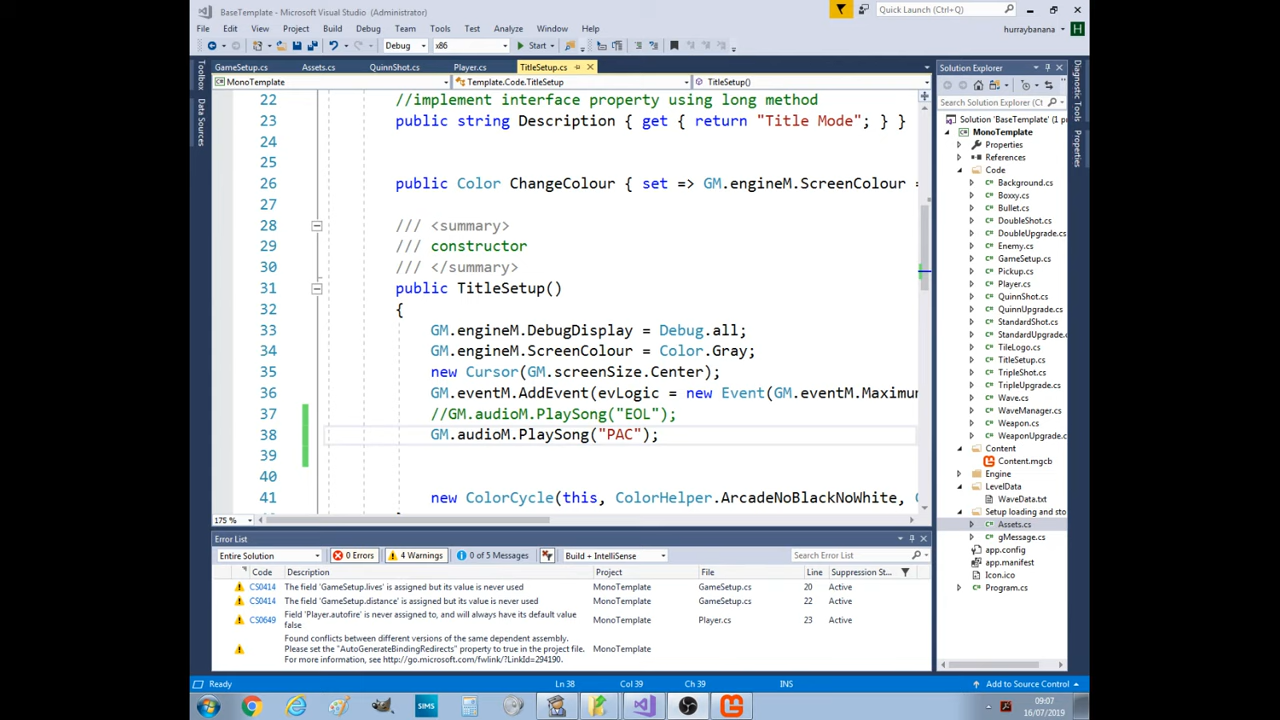 BaseTemplate - Microsoft Visual Studio (Administrator)
Quick Launch (Ctrl+Q)
File Edit View Project Build Debug Team Tools Test Analyze Window Help
hurraybanana H
Debug x86 Start
GameSetup.cs Assets.cs QuinnShot.cs Player.cs TitleSetup.cs
MonoTemplate Template.Code.TitleSetup TitleSetup()
Toolbox
Data Sources
22 //implement interface property using long method
23 public string Description { get { return "Title Mode"; } }
24
25
26 public Color ChangeColour { set => GM.engineM.ScreenColour =
27
28 /// <summary>
29 /// constructor
30 /// </summary>
31 public TitleSetup()
32 {
33 GM.engineM.DebugDisplay = Debug.all;
34 GM.engineM.ScreenColour = Color.Gray;
35 new Cursor(GM.screenSize.Center);
36 GM.eventM.AddEvent(evLogic = new Event(GM.eventM.Maximum
37 //GM.audioM.PlaySong("EOL");
38 GM.audioM.PlaySong("PAC");
39
40
41 new ColorCycle(this, ColorHelper.ArcadeNoBlackNoWhite, C
175 %
Solution Explorer
Search Solution Explorer (Ctrl+;)
Solution 'BaseTemplate' (1 p
MonoTemplate
Properties
References
Code
Background.cs
Boxxy.cs
Bullet.cs
DoubleShot.cs
DoubleUpgrade.cs
Enemy.cs
GameSetup.cs
Pickup.cs
Player.cs
QuinnShot.cs
QuinnUpgrade.cs
StandardShot.cs
StandardUpgrade.cs
TileLogo.cs
TitleSetup.cs
TripleShot.cs
TripleUpgrade.cs
Wave.cs
WaveManager.cs
Weapon.cs
WeaponUpgrade.cs
Content
Content.mgcb
Engine
LevelData
WaveData.txt
Setup loading and sto
Assets.cs
gMessage.cs
app.config
app.manifest
Icon.ico
Program.cs
Diagnostic Tools
Properties
Error List
Entire Solution 0 Errors 4 Warnings 0 of 5 Messages Build + IntelliSense Search Error List
Code Description Project File Line Suppression St...
CS0414 The field 'GameSetup.lives' is assigned but its value is never used MonoTemplate GameSetup.cs 20 Active
CS0414 The field 'GameSetup.distance' is assigned but its value is never used MonoTemplate GameSetup.cs 22 Active
CS0649 Field 'Player.autofire' is never assigned to, and will always have its default value
false MonoTemplate Player.cs 23 Active
Found conflicts between different versions of the same dependent assembly.
Please set the "AutoGenerateBindingRedirects" property to true in the project file. MonoTemplate
For more information, see http://go.microsoft.com/fwlink/?LinkId=294190.
Ready Ln 38 Col 39 Ch 39 INS Add to Source Control
SIMS
09:07
16/07/2019